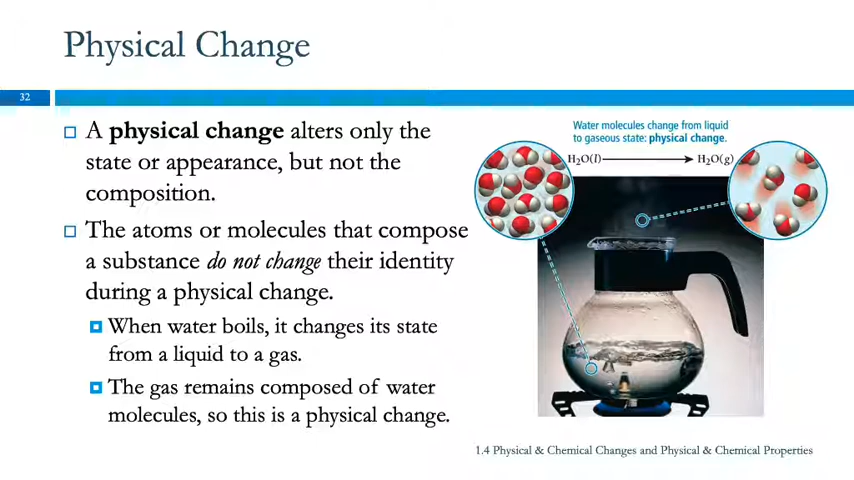 Physical Change
32
A physical change alters only the
state or appearance, but not the
composition.
The atoms or molecules that compose
a substance do not change their identity
during a physical change.
When water boils, it changes its state
from a liquid to a gas.
The gas remains composed of water
molecules, so this is a physical change.
Water molecules change from liquid
to gaseous state: physical change.
H₂O(l) → H₂O(g)
1.4 Physical & Chemical Changes and Physical & Chemical Properties